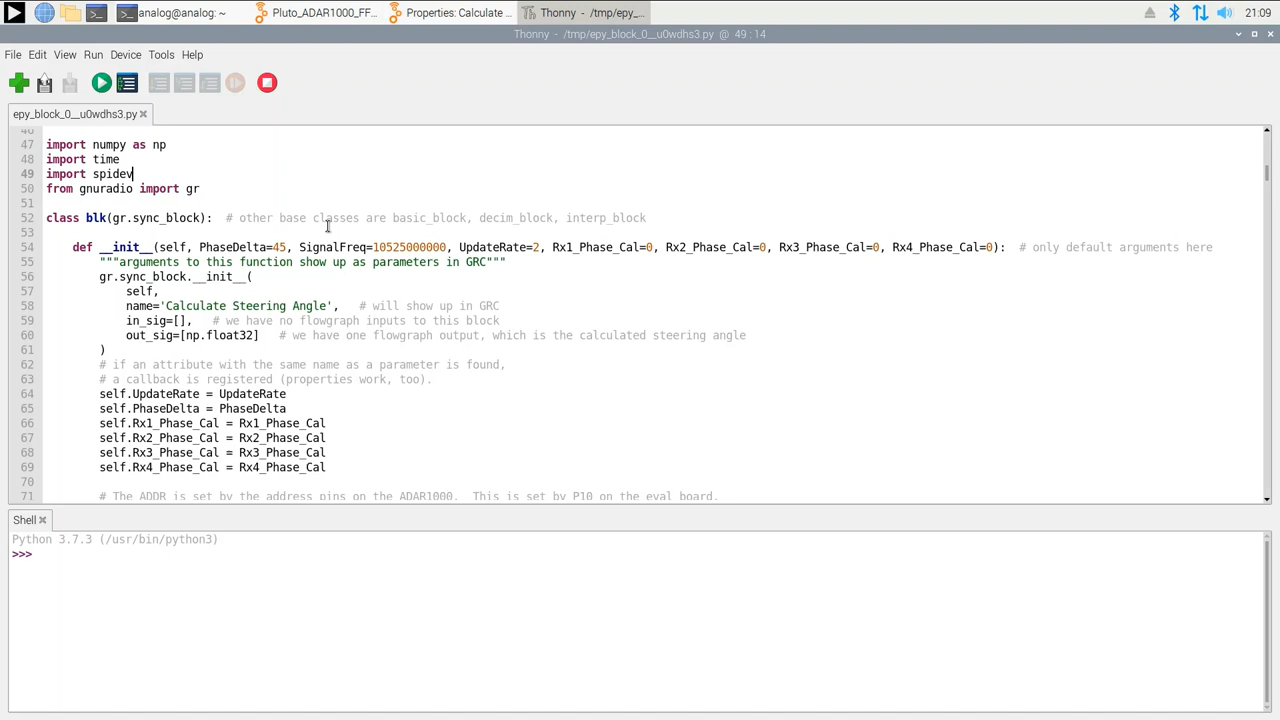 analog@analog: ~
Pluto_ADAR1000_FF...
Properties: Calculate ...
Thonny - /tmp/epy_...
21:09
Thonny - /tmp/epy_block_0__u0wdhs3.py @ 49 : 14
File Edit View Run Device Tools Help
epy_block_0__u0wdhs3.py
46
47 import numpy as np
48 import time
49 import spidev
50 from gnuradio import gr
51
52 class blk(gr.sync_block):  # other base classes are basic_block, decim_block, interp_block
53
54     def __init__(self, PhaseDelta=45, SignalFreq=10525000000, UpdateRate=2, Rx1_Phase_Cal=0, Rx2_Phase_Cal=0, Rx3_Phase_Cal=0, Rx4_Phase_Cal=0):  # only default arguments here
55         """arguments to this function show up as parameters in GRC"""
56         gr.sync_block.__init__(
57             self,
58             name='Calculate Steering Angle',   # will show up in GRC
59             in_sig=[],   # we have no flowgraph inputs to this block
60             out_sig=[np.float32]   # we have one flowgraph output, which is the calculated steering angle
61         )
62         # if an attribute with the same name as a parameter is found,
63         # a callback is registered (properties work, too).
64         self.UpdateRate = UpdateRate
65         self.PhaseDelta = PhaseDelta
66         self.Rx1_Phase_Cal = Rx1_Phase_Cal
67         self.Rx2_Phase_Cal = Rx2_Phase_Cal
68         self.Rx3_Phase_Cal = Rx3_Phase_Cal
69         self.Rx4_Phase_Cal = Rx4_Phase_Cal
70
71         # The ADDR is set by the address pins on the ADAR1000.  This is set by P10 on the eval board.
Shell
Python 3.7.3 (/usr/bin/python3)
>>>